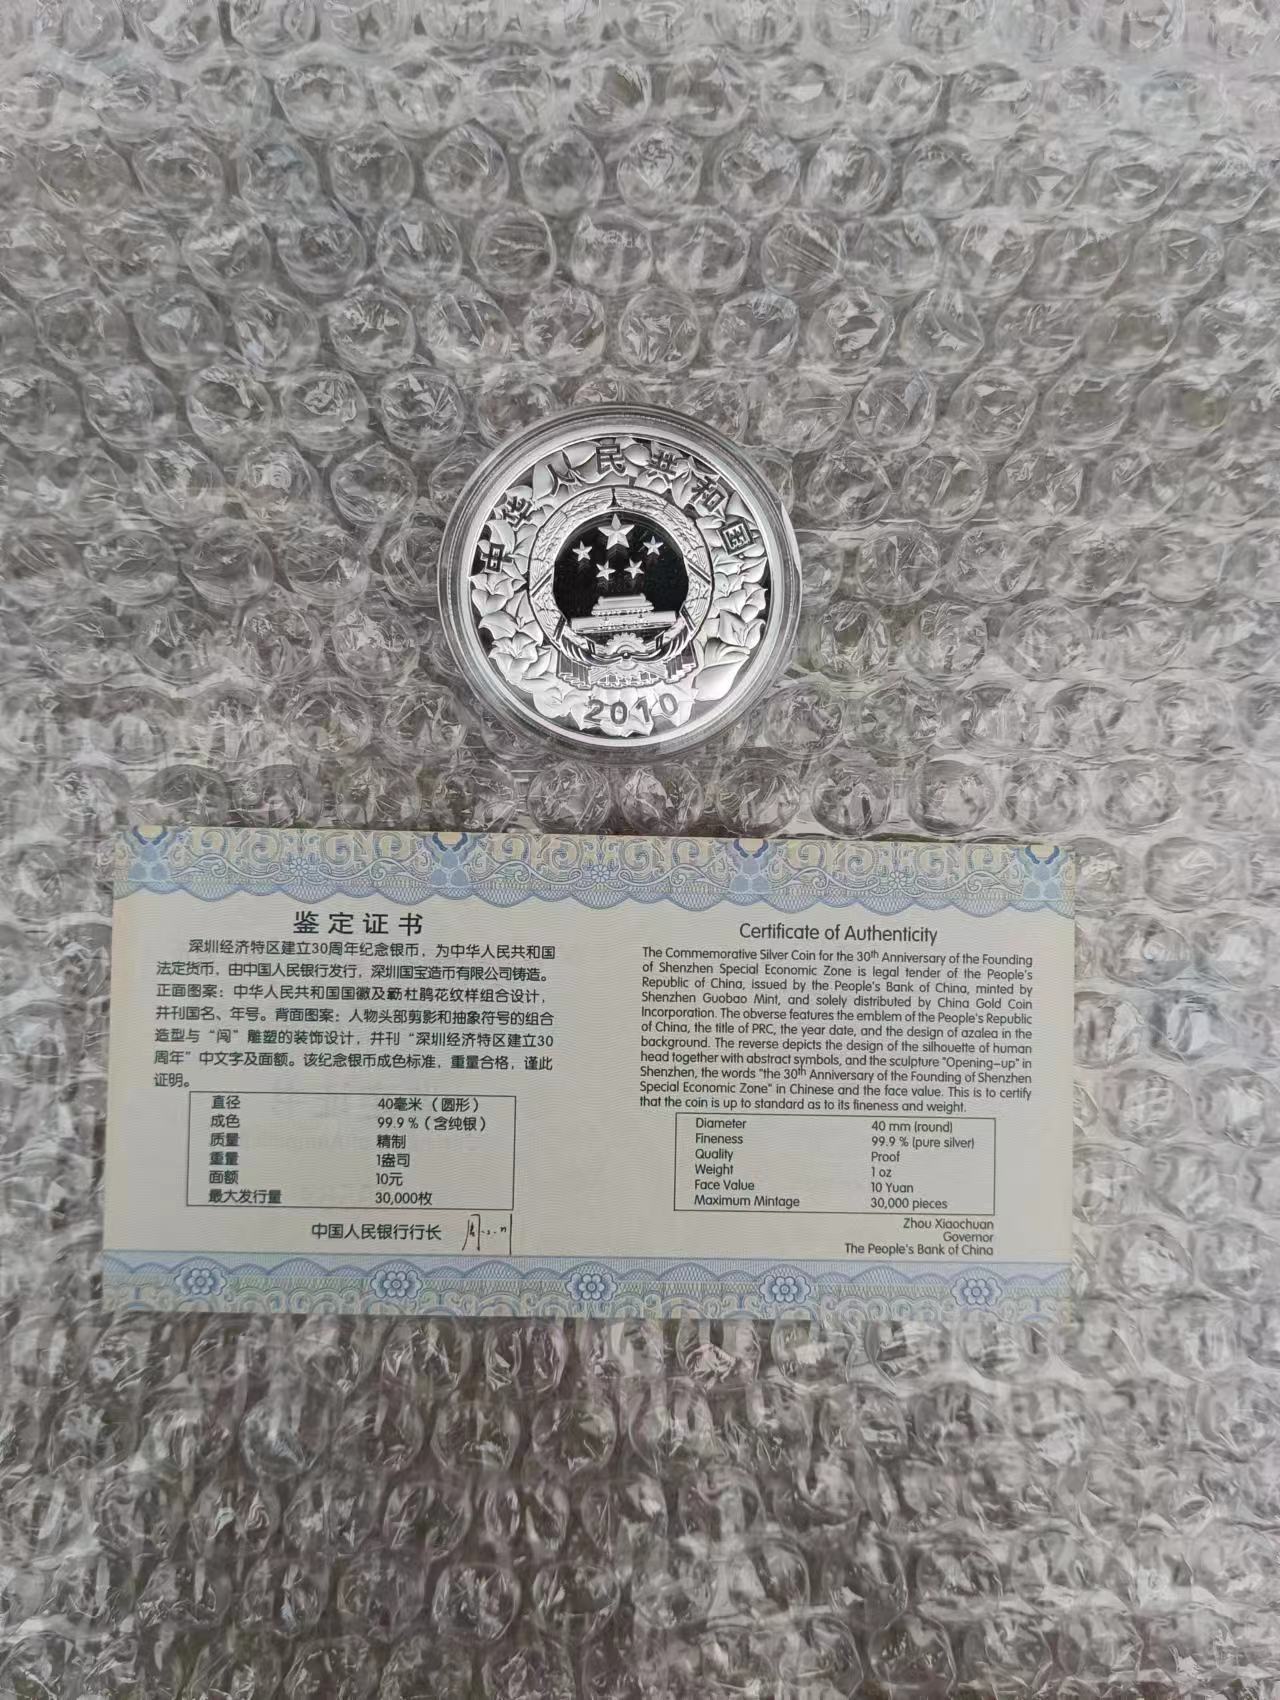 中华人民共和国
2010
鉴定证书
深圳经济特区建立30周年纪念银币，为中华人民共和国
法定货币，由中国人民银行发行，深圳国宝造币有限公司铸造。
正面图案：中华人民共和国国徽及簕杜鹃花纹样组合设计，
并刊国名、年号。背面图案：人物头部剪影和抽象符号的组合
造型与“闯”雕塑的装饰设计，并刊“深圳经济特区建立30
周年”中文字及面额。该纪念银币成色标准，重量合格，谨此
证明。
直径 40毫米（圆形）
成色 99.9％（含纯银）
质量 精制
重量 1盎司
面额 10元
最大发行量 30,000枚
中国人民银行行长
Certificate of Authenticity
The Commemorative Silver Coin for the 30th Anniversary of the Founding
of Shenzhen Special Economic Zone is legal tender of the People's
Republic of China, issued by the People's Bank of China, minted by
Shenzhen Guobao Mint, and solely distributed by China Gold Coin
Incorporation. The obverse features the emblem of the People's Republic
of China, the title of PRC, the year date, and the design of azalea in the
background. The reverse depicts the design of the silhouette of human
head together with abstract symbols, and the sculpture "Opening-up" in
Shenzhen, the words "the 30th Anniversary of the Founding of Shenzhen
Special Economic Zone" in Chinese and the face value. This is to certify
that the coin is up to standard as to its fineness and weight.
Diameter 40 mm (round)
Fineness 99.9 % (pure silver)
Quality Proof
Weight 1 oz
Face Value 10 Yuan
Maximum Mintage 30,000 pieces
Zhou Xiaochuan
Governor
The People's Bank of China